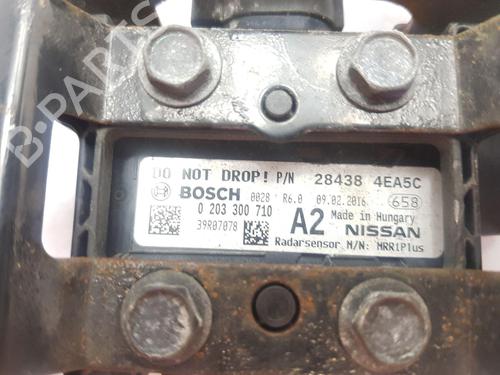 B-PARTS
DO NOT DROP! P/N 28438 4EA5C
BOSCH 0028 R6.0 09.02.2016 658
0 203 300 710 A2 Made in Hungary
39R07078 NISSAN
Radarsensor M/N: MRR1Plus